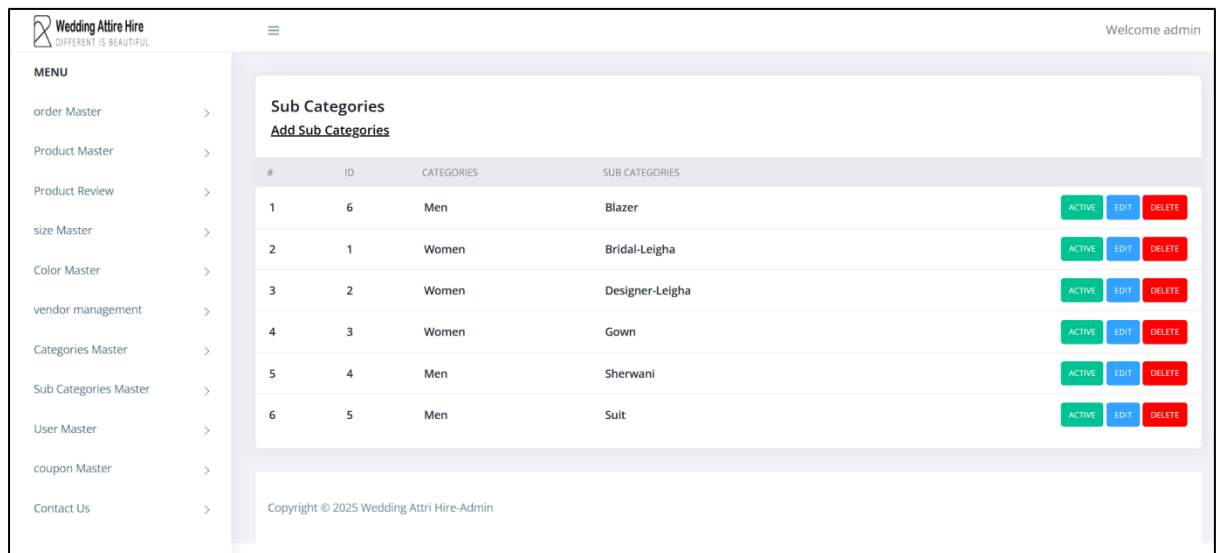 Wedding Attire Hire
DIFFERENT IS BEAUTIFUL
Welcome admin
MENU
order Master
Product Master
Product Review
size Master
Color Master
vendor management
Categories Master
Sub Categories Master
User Master
coupon Master
Contact Us
Sub Categories
Add Sub Categories
# ID CATEGORIES SUB CATEGORIES
1 6 Men Blazer ACTIVE EDIT DELETE
2 1 Women Bridal-Leigha ACTIVE EDIT DELETE
3 2 Women Designer-Leigha ACTIVE EDIT DELETE
4 3 Women Gown ACTIVE EDIT DELETE
5 4 Men Sherwani ACTIVE EDIT DELETE
6 5 Men Suit ACTIVE EDIT DELETE
Copyright © 2025 Wedding Attri Hire-Admin